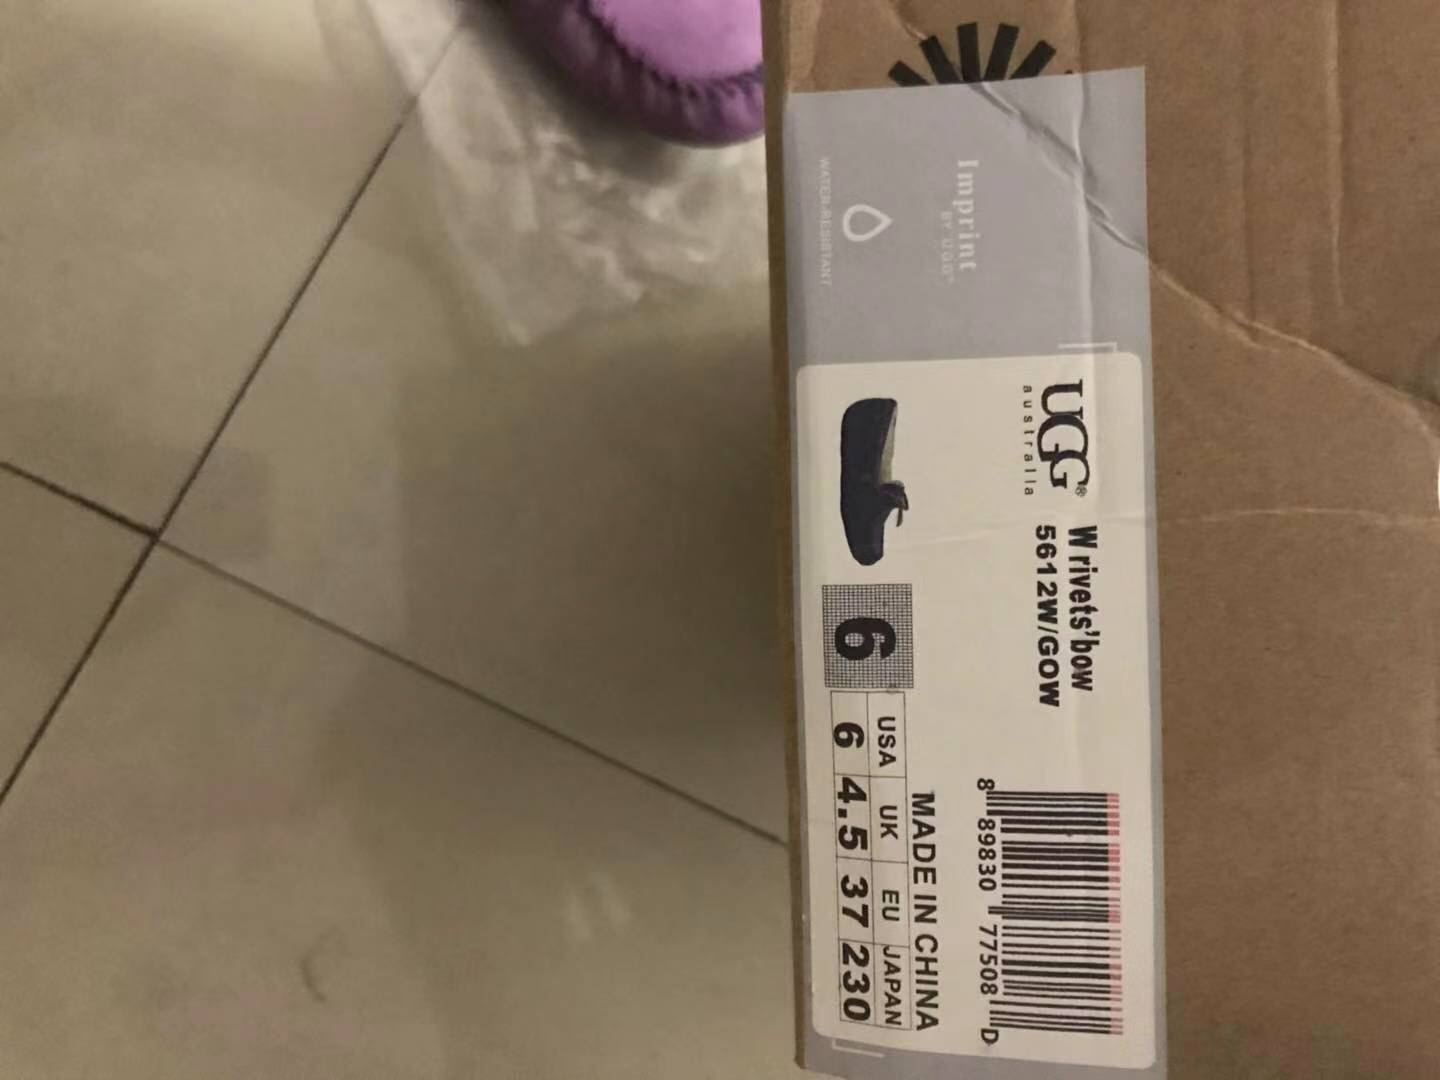 Imprint
BY UGG®
WATER-RESISTANT
UGG®
australia
W rivets'bow
5612W/GOW
8 89830 77508 D
MADE IN CHINA
6
USA UK EU JAPAN
6 4.5 37 230